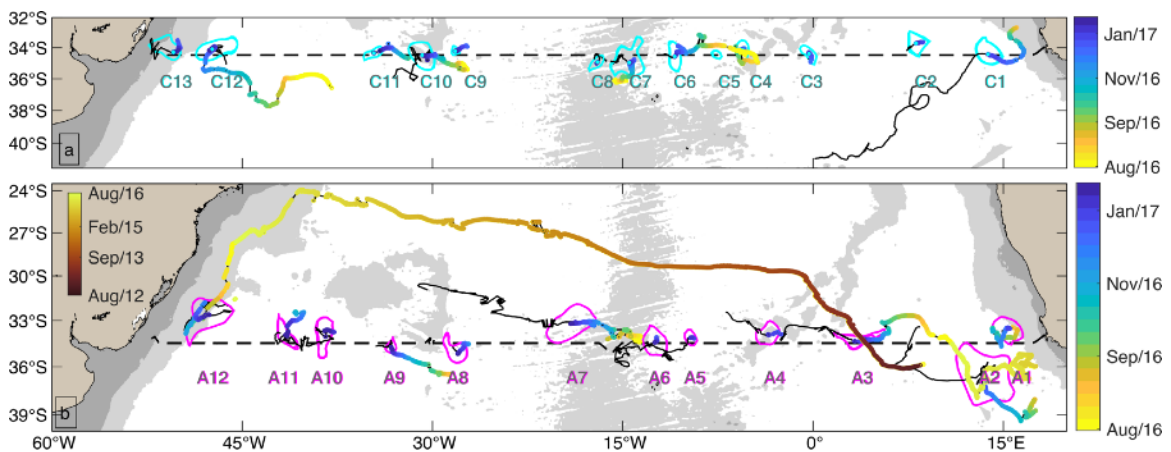 32°S
34°S
36°S
38°S
40°S
C13 C12 C11 C10 C9 C8 C7 C6 C5 C4 C3 C2 C1
a
Jan/17
Nov/16
Sep/16
Aug/16
24°S
27°S
30°S
33°S
36°S
39°S
Aug/16
Feb/15
Sep/13
Aug/12
A12 A11 A10 A9 A8 A7 A6 A5 A4 A3 A2 A1
b
Jan/17
Nov/16
Sep/16
Aug/16
60°W 45°W 30°W 15°W 0° 15°E